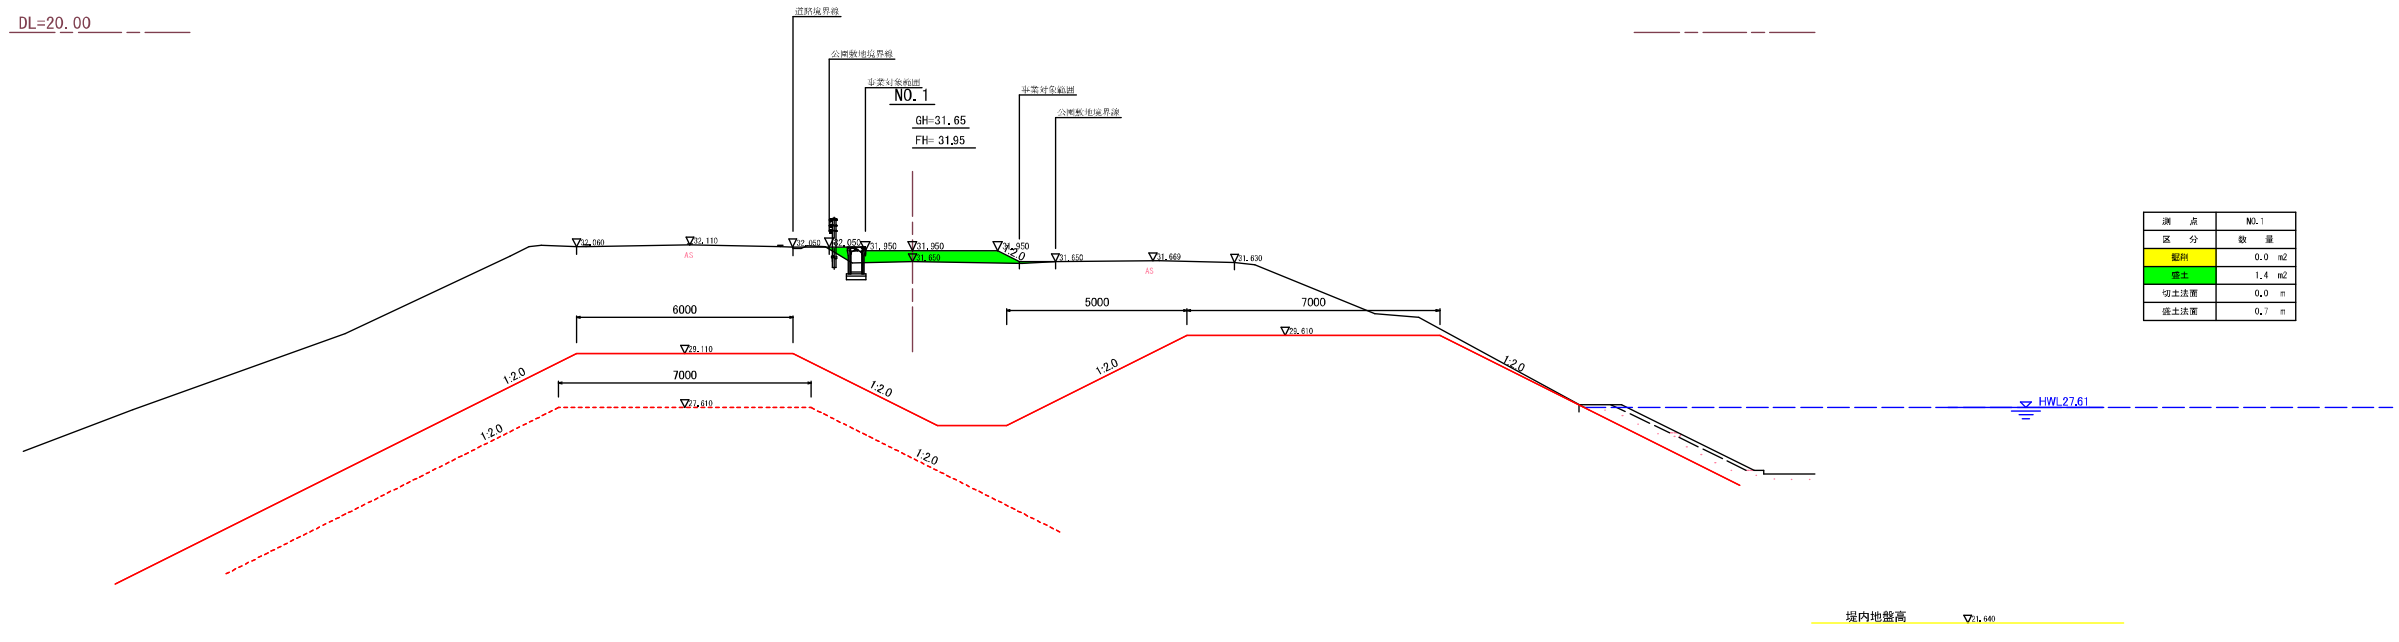 DL=20.00
道路境界線
公園敷地境界線
事業対象範囲
NO.1
事業対象範囲
公園敷地境界線
GH=31.65
FH= 31.95
32.060
32.110
AS
32.050
32.050
31.950
31.950
31.950
1:2.0
31.650
31.650
31.669
AS
31.630
測 点 NO.1
区 分 数 量
掘削 0.0 m2
盛土 1.4 m2
切土法面 0.0 m
盛土法面 0.7 m
6000
5000
7000
29.110
29.610
1:2.0
7000
1:2.0
1:2.0
1:2.0
27.610
1:2.0
1:2.0
HWL27.61
堤内地盤高 21.640